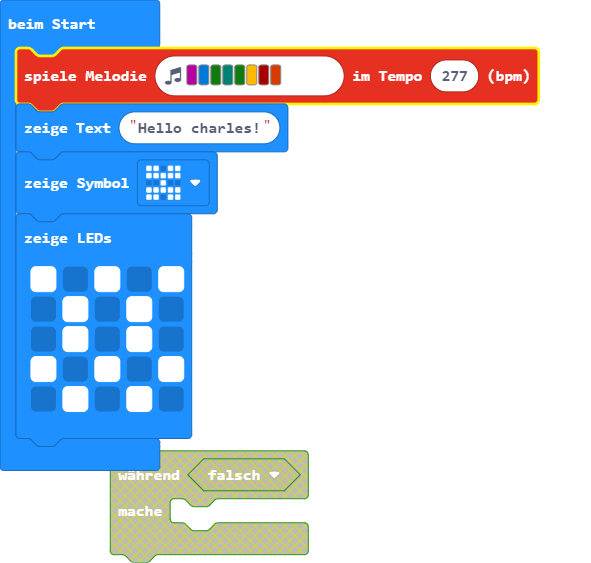 beim Start
spiele Melodie im Tempo 277 (bpm)
zeige Text "Hello charles!"
zeige Symbol
zeige LEDs
während falsch
mache